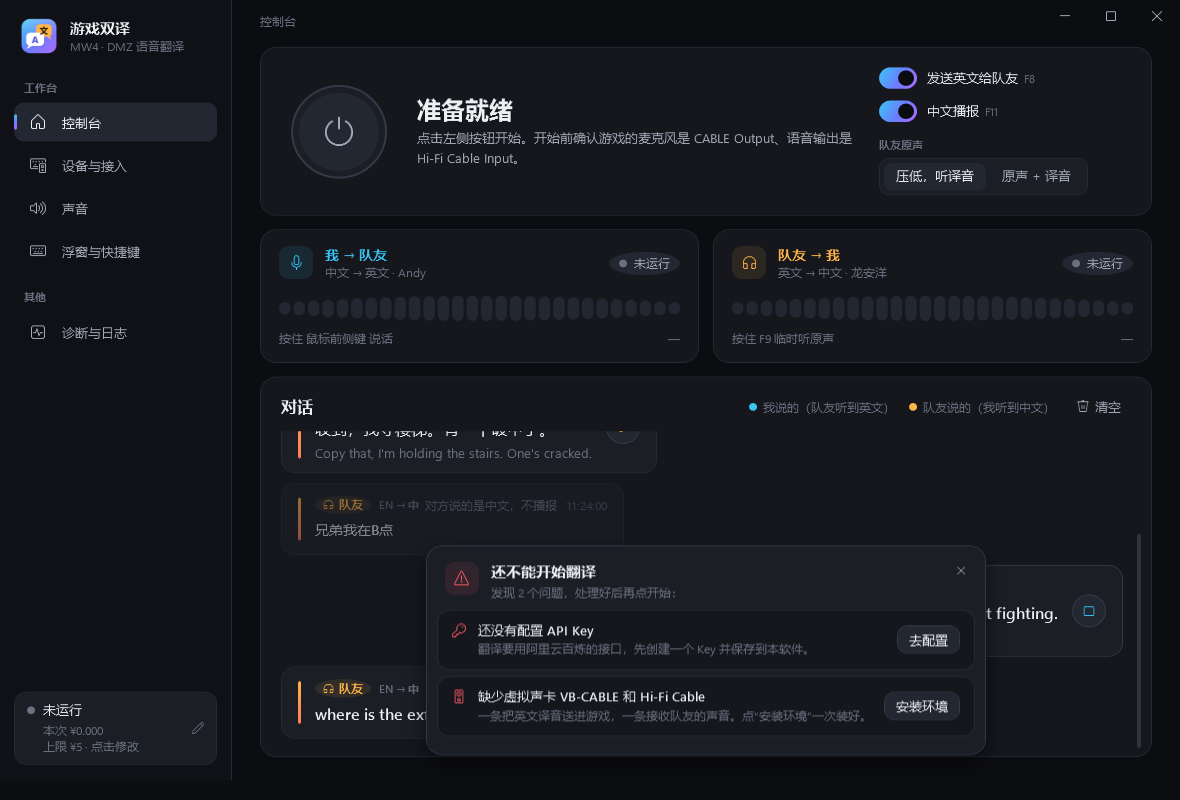 游戏双译
MW4 · DMZ 语音翻译
工作台
控制台
设备与接入
声音
浮窗与快捷键
其他
诊断与日志
未运行
本次 ¥0.000
上限 ¥5 · 点击修改
控制台
准备就绪
点击左侧按钮开始。开始前确认游戏的麦克风是 CABLE Output、语音输出是
Hi-Fi Cable Input。
发送英文给队友 F8
中文播报 F11
队友原声
压低，听译音
原声 + 译音
我 → 队友
中文 → 英文 · Andy
未运行
按住 鼠标前侧键 说话
—
队友 → 我
英文 → 中文 · 龙安洋
未运行
按住 F9 临时听原声
—
对话
我说的（队友听到英文）
队友说的（我听到中文）
清空
Copy that, I'm holding the stairs. One's cracked.
队友 EN → 中 对方说的是中文，不播报 11:24:00
兄弟我在B点
t fighting.
队友 EN → 中
where is the
还不能开始翻译
发现 2 个问题，处理好后再点开始：
还没有配置 API Key
翻译要用阿里云百炼的接口，先创建一个 Key 并保存到本软件。
去配置
缺少虚拟声卡 VB-CABLE 和 Hi-Fi Cable
一条把英文译音送进游戏，一条接收队友的声音。点“安装环境”一次装好。
安装环境